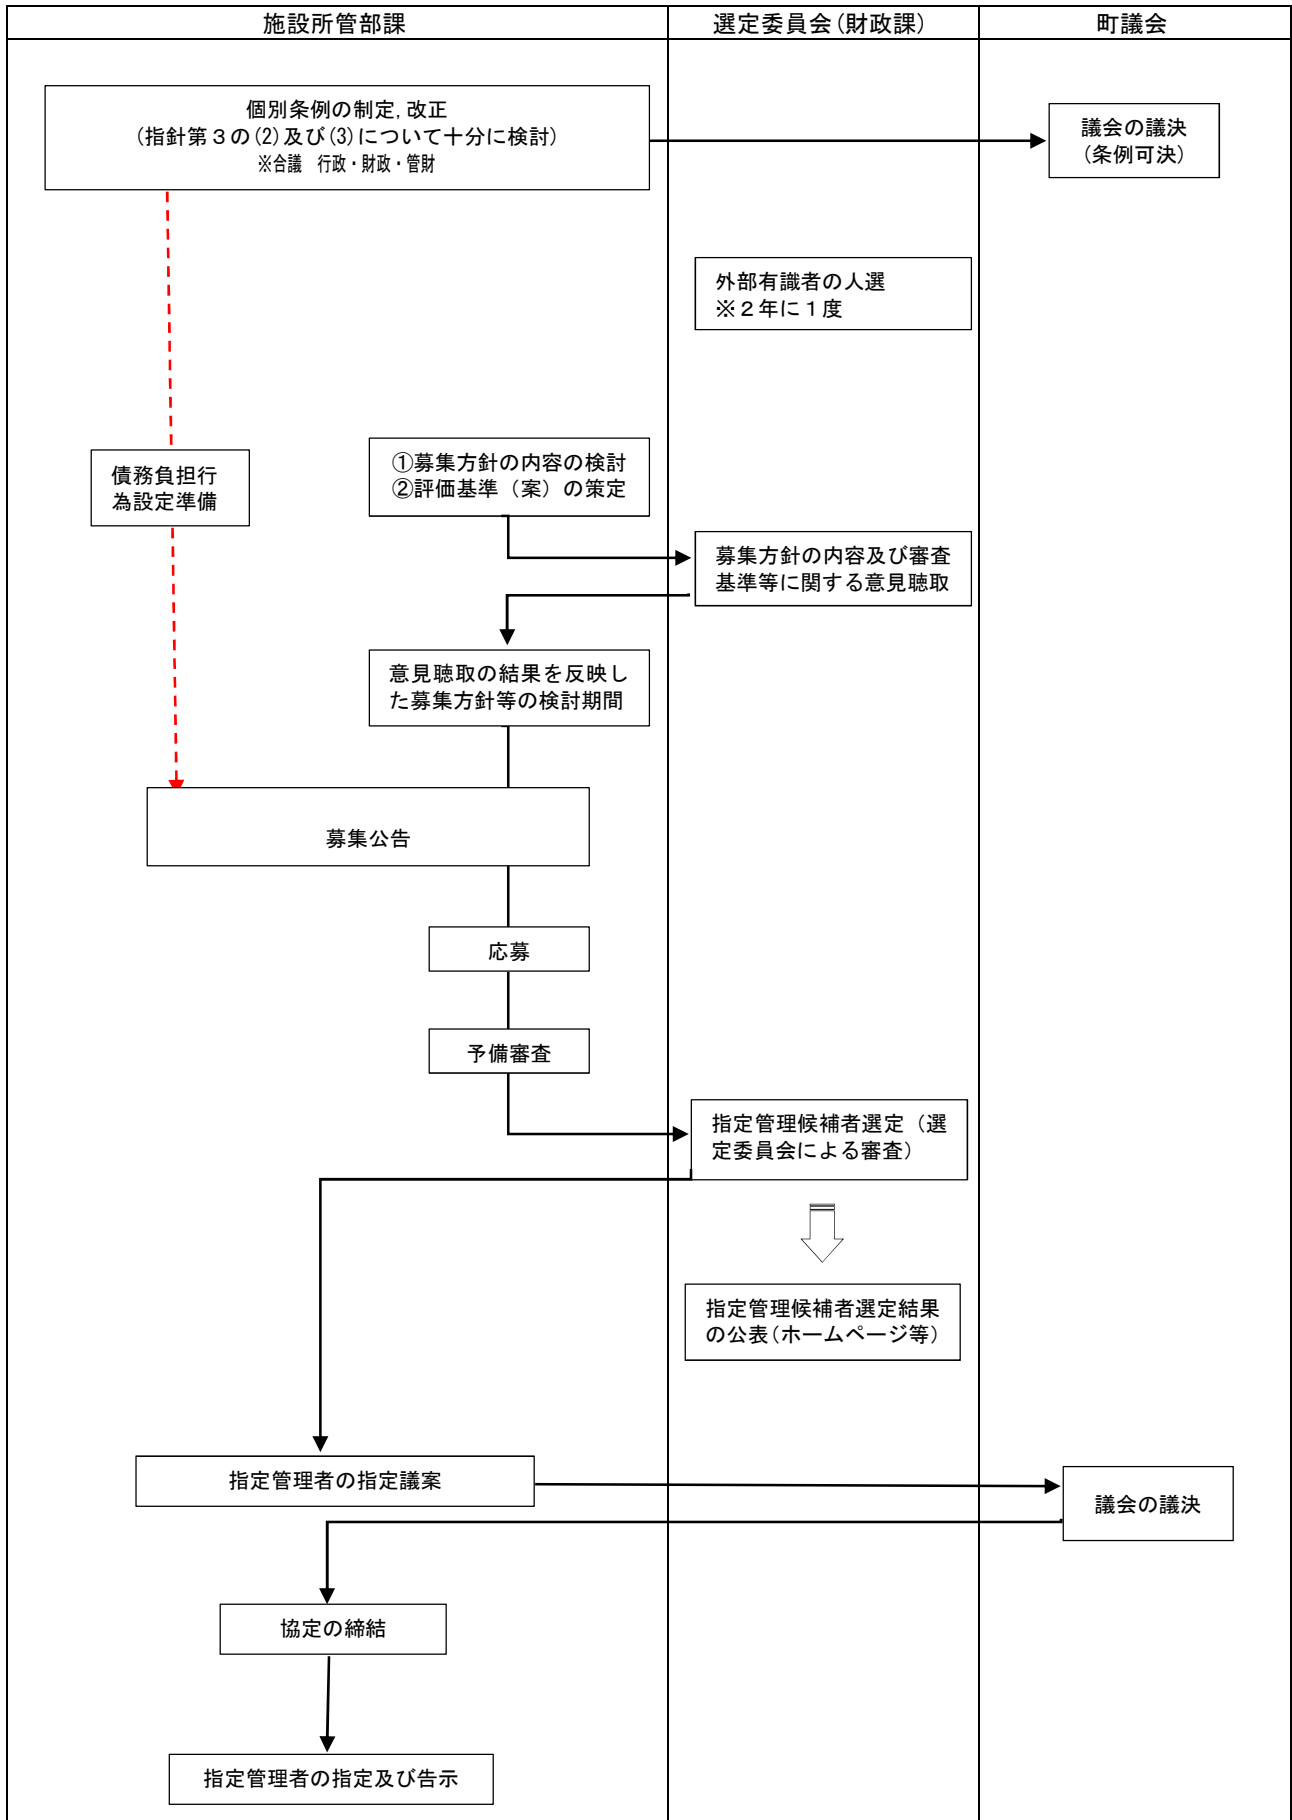 施設所管部課
選定委員会(財政課)
町議会
個別条例の制定,改正
(指針第３の(2)及び(3)について十分に検討)
※合議　行政・財政・管財
議会の議決
(条例可決)
外部有識者の人選
※２年に１度
債務負担行
為設定準備
①募集方針の内容の検討
②評価基準（案）の策定
募集方針の内容及び審査
基準等に関する意見聴取
意見聴取の結果を反映し
た募集方針等の検討期間
募集公告
応募
予備審査
指定管理候補者選定（選
定委員会による審査）
指定管理候補者選定結果
の公表(ホームページ等)
指定管理者の指定議案
議会の議決
協定の締結
指定管理者の指定及び告示